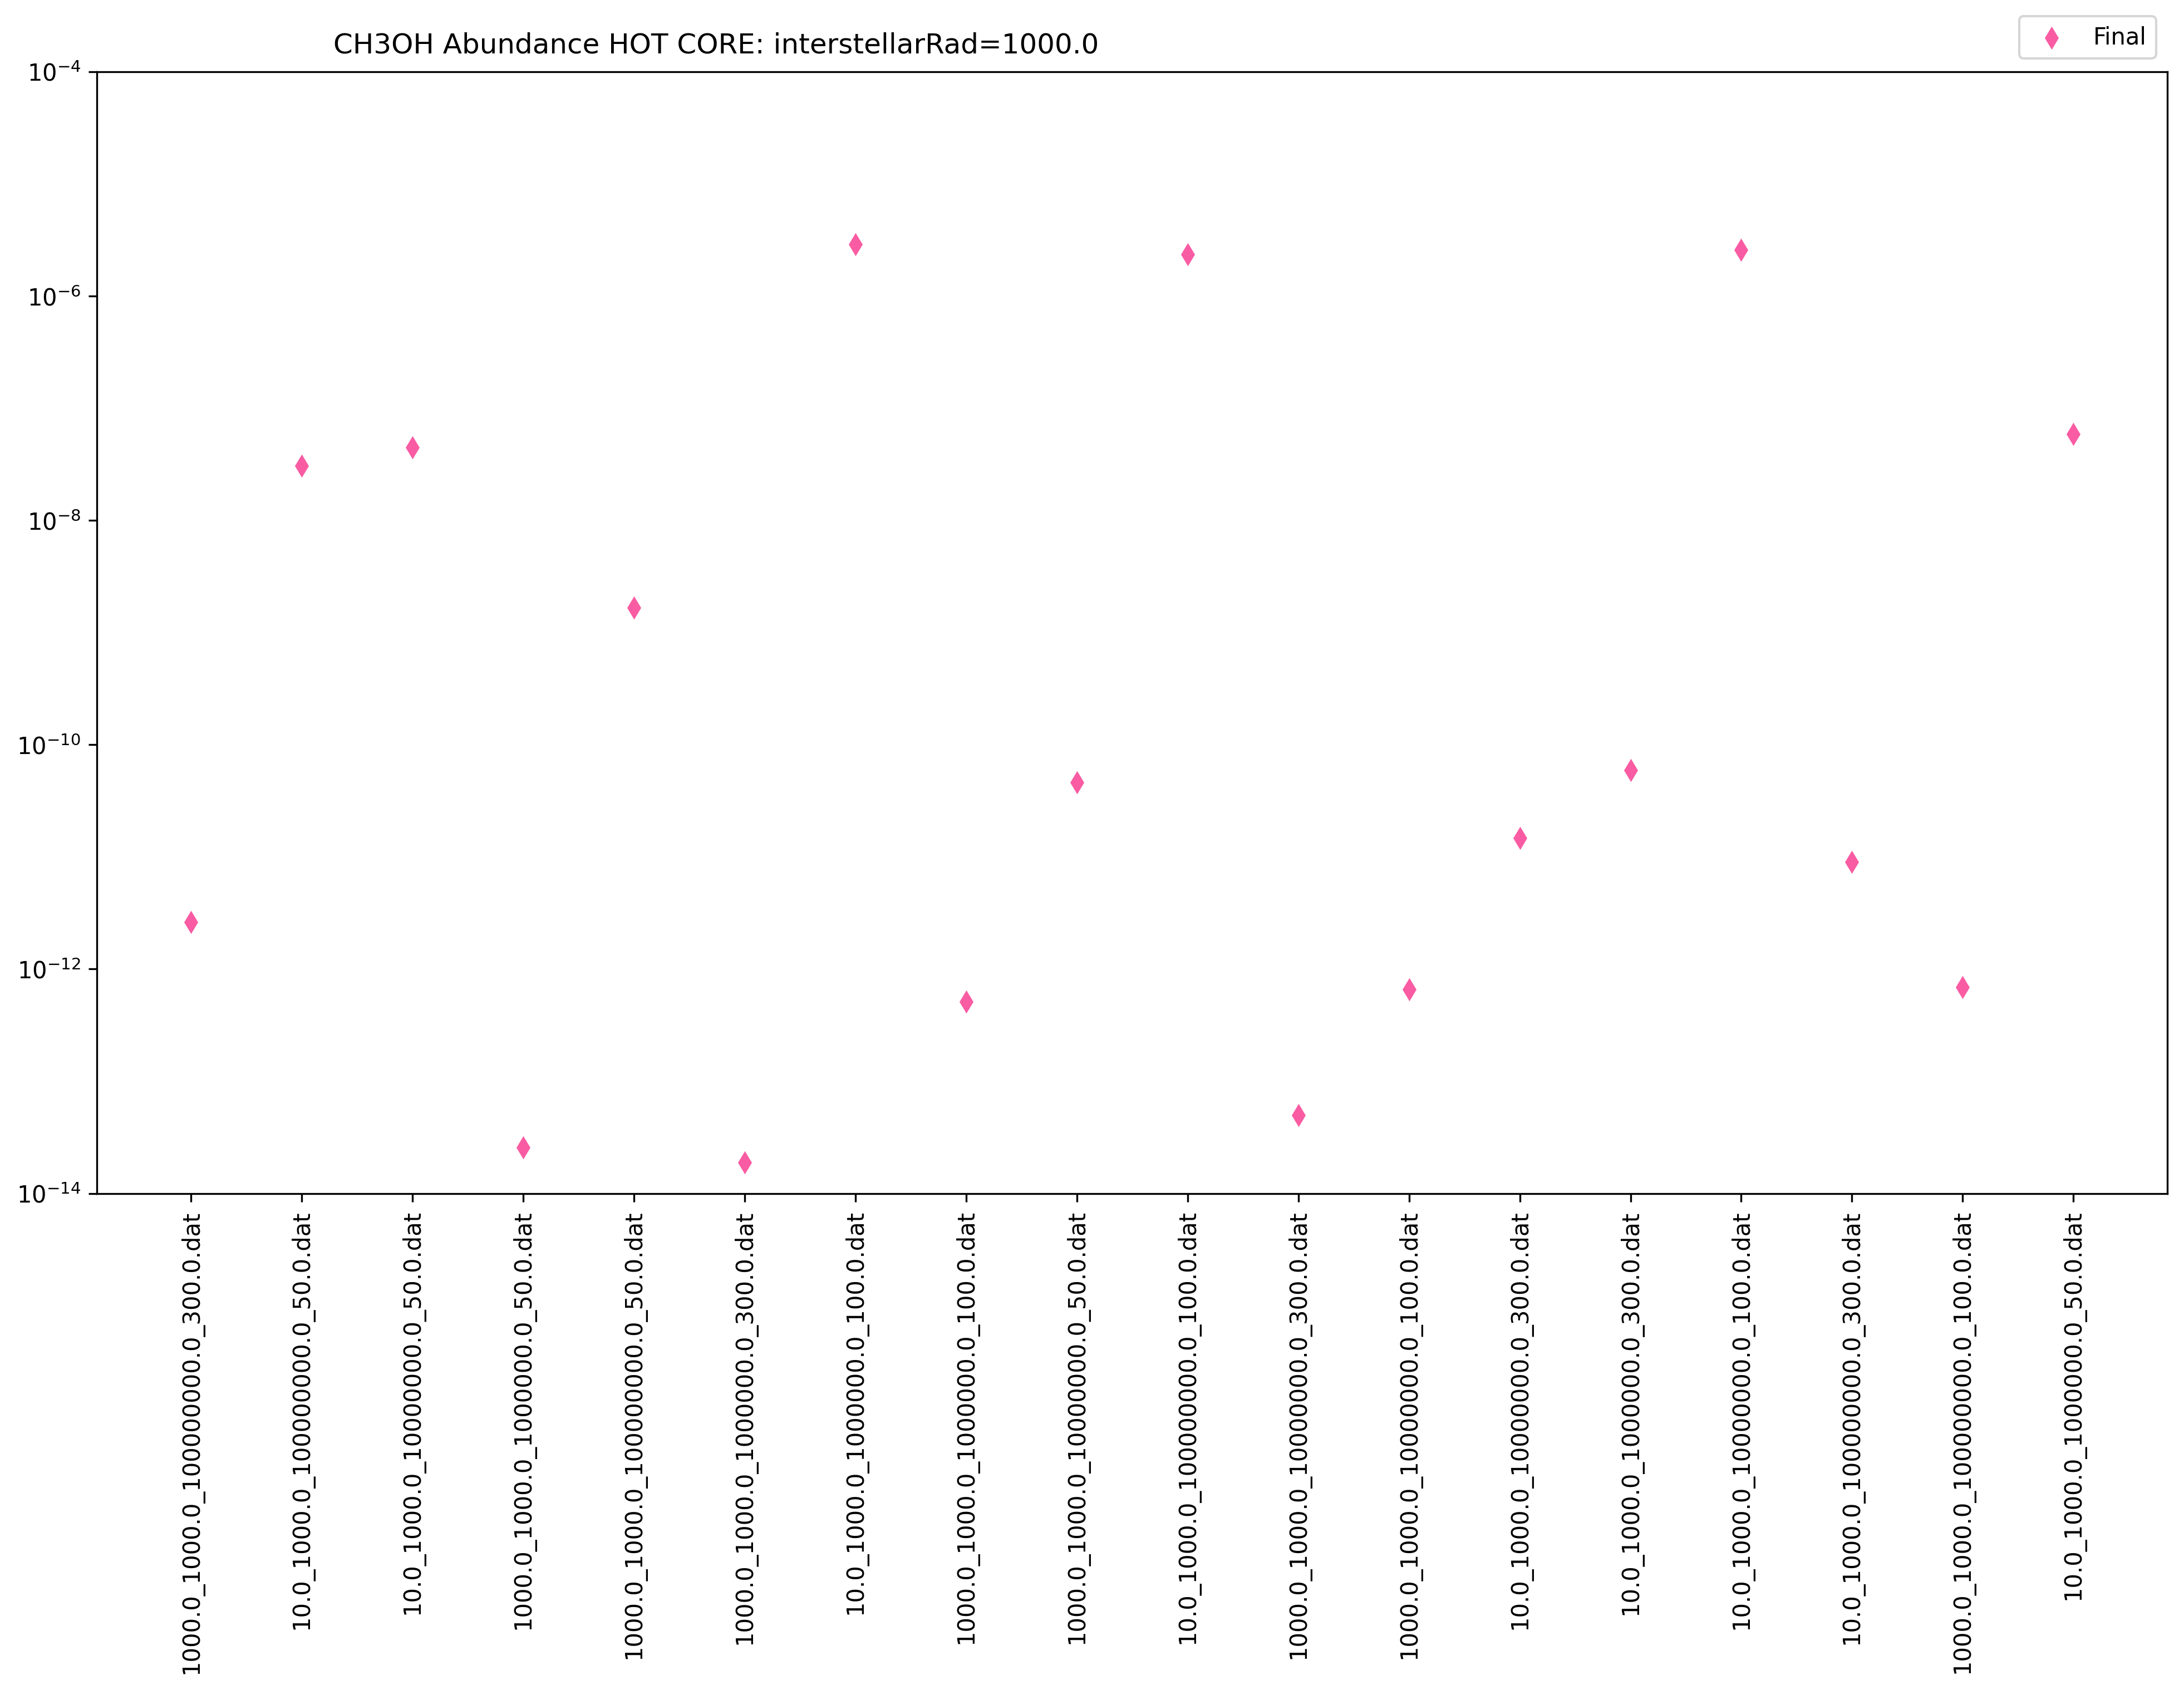 CH3OH Abundance HOT CORE: interstellarRad=1000.0
Final
10⁻⁴
10⁻⁶
10⁻⁸
10⁻¹⁰
10⁻¹²
10⁻¹⁴
1000.0_1000.0_100000000.0_300.0.dat
10.0_1000.0_100000000.0_50.0.dat
10.0_1000.0_10000000.0_50.0.dat
1000.0_1000.0_1000000.0_50.0.dat
1000.0_1000.0_100000000.0_50.0.dat
1000.0_1000.0_1000000.0_300.0.dat
10.0_1000.0_1000000.0_100.0.dat
1000.0_1000.0_1000000.0_100.0.dat
1000.0_1000.0_10000000.0_50.0.dat
10.0_1000.0_100000000.0_100.0.dat
1000.0_1000.0_10000000.0_300.0.dat
1000.0_1000.0_10000000.0_100.0.dat
10.0_1000.0_10000000.0_300.0.dat
10.0_1000.0_1000000.0_300.0.dat
10.0_1000.0_10000000.0_100.0.dat
10.0_1000.0_100000000.0_300.0.dat
1000.0_1000.0_100000000.0_100.0.dat
10.0_1000.0_1000000.0_50.0.dat